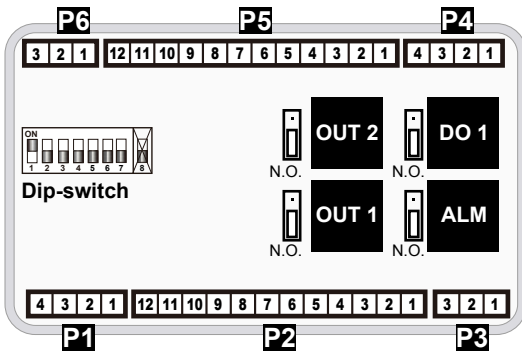 P6 P5 P4
3 2 1 12 11 10 9 8 7 6 5 4 3 2 1 4 3 2 1
ON
1 2 3 4 5 6 7 8
Dip-switch
OUT 2
N.O.
DO 1
N.O.
OUT 1
N.O.
ALM
N.O.
4 3 2 1 12 11 10 9 8 7 6 5 4 3 2 1 3 2 1
P1 P2 P3